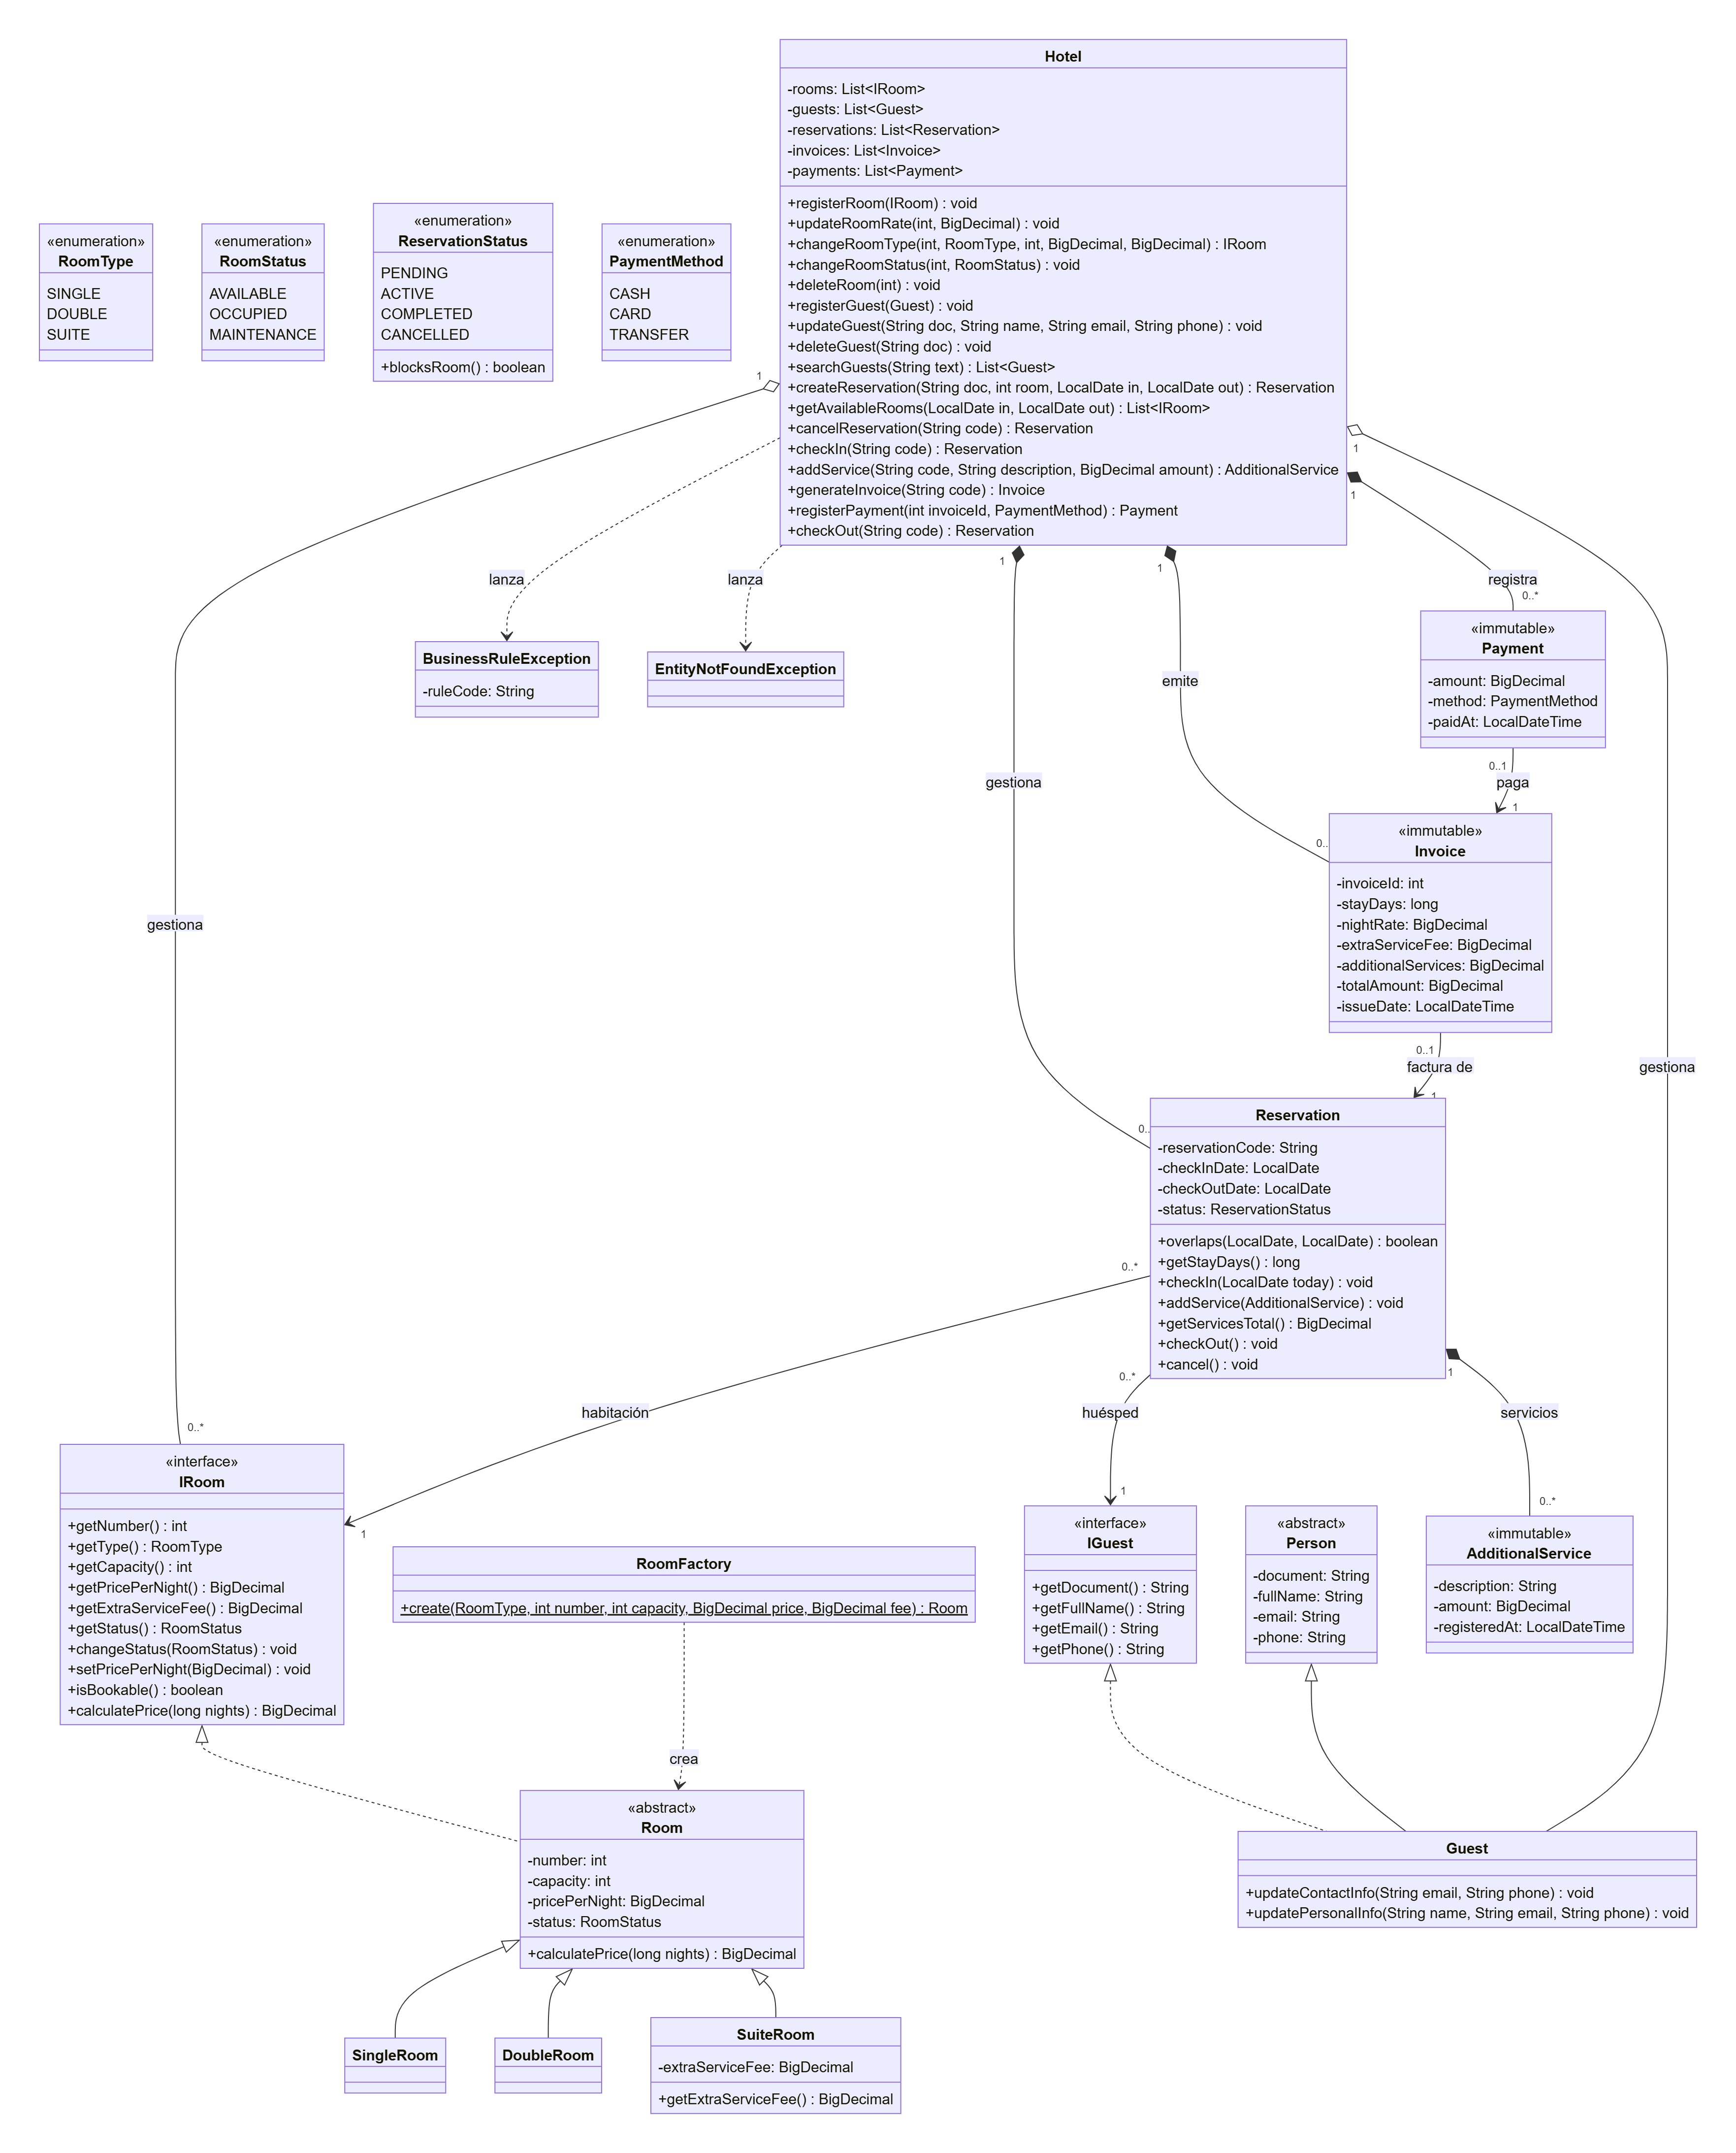 Hotel
-rooms: List<IRoom>
-guests: List<Guest>
-reservations: List<Reservation>
-invoices: List<Invoice>
-payments: List<Payment>
+registerRoom(IRoom) : void
+updateRoomRate(int, BigDecimal) : void
+changeRoomType(int, RoomType, int, BigDecimal, BigDecimal) : IRoom
+changeRoomStatus(int, RoomStatus) : void
+deleteRoom(int) : void
+registerGuest(Guest) : void
+updateGuest(String doc, String name, String email, String phone) : void
+deleteGuest(String doc) : void
+searchGuests(String text) : List<Guest>
+createReservation(String doc, int room, LocalDate in, LocalDate out) : Reservation
+getAvailableRooms(LocalDate in, LocalDate out) : List<IRoom>
+cancelReservation(String code) : Reservation
+checkIn(String code) : Reservation
+addService(String code, String description, BigDecimal amount) : AdditionalService
+generateInvoice(String code) : Invoice
+registerPayment(int invoiceId, PaymentMethod) : Payment
+checkOut(String code) : Reservation
«enumeration»
RoomType
SINGLE
DOUBLE
SUITE
«enumeration»
RoomStatus
AVAILABLE
OCCUPIED
MAINTENANCE
«enumeration»
ReservationStatus
PENDING
ACTIVE
COMPLETED
CANCELLED
+blocksRoom() : boolean
«enumeration»
PaymentMethod
CASH
CARD
TRANSFER
1
1
1
1
1
lanza
lanza
registra
0..*
BusinessRuleException
-ruleCode: String
EntityNotFoundException
«immutable»
Payment
-amount: BigDecimal
-method: PaymentMethod
-paidAt: LocalDateTime
emite
gestiona
0..1
paga
1
0..
«immutable»
Invoice
-invoiceId: int
-stayDays: long
-nightRate: BigDecimal
-extraServiceFee: BigDecimal
-additionalServices: BigDecimal
-totalAmount: BigDecimal
-issueDate: LocalDateTime
gestiona
0..1
factura de
1
gestiona
0..
Reservation
-reservationCode: String
-checkInDate: LocalDate
-checkOutDate: LocalDate
-status: ReservationStatus
+overlaps(LocalDate, LocalDate) : boolean
+getStayDays() : long
+checkIn(LocalDate today) : void
+addService(AdditionalService) : void
+getServicesTotal() : BigDecimal
+checkOut() : void
+cancel() : void
0..*
0..*
1
habitación
huésped
servicios
0..*
1
1
0..*
«interface»
IRoom
+getNumber() : int
+getType() : RoomType
+getCapacity() : int
+getPricePerNight() : BigDecimal
+getExtraServiceFee() : BigDecimal
+getStatus() : RoomStatus
+changeStatus(RoomStatus) : void
+setPricePerNight(BigDecimal) : void
+isBookable() : boolean
+calculatePrice(long nights) : BigDecimal
RoomFactory
+create(RoomType, int number, int capacity, BigDecimal price, BigDecimal fee) : Room
«interface»
IGuest
+getDocument() : String
+getFullName() : String
+getEmail() : String
+getPhone() : String
«abstract»
Person
-document: String
-fullName: String
-email: String
-phone: String
«immutable»
AdditionalService
-description: String
-amount: BigDecimal
-registeredAt: LocalDateTime
crea
«abstract»
Room
-number: int
-capacity: int
-pricePerNight: BigDecimal
-status: RoomStatus
+calculatePrice(long nights) : BigDecimal
Guest
+updateContactInfo(String email, String phone) : void
+updatePersonalInfo(String name, String email, String phone) : void
SingleRoom
DoubleRoom
SuiteRoom
-extraServiceFee: BigDecimal
+getExtraServiceFee() : BigDecimal